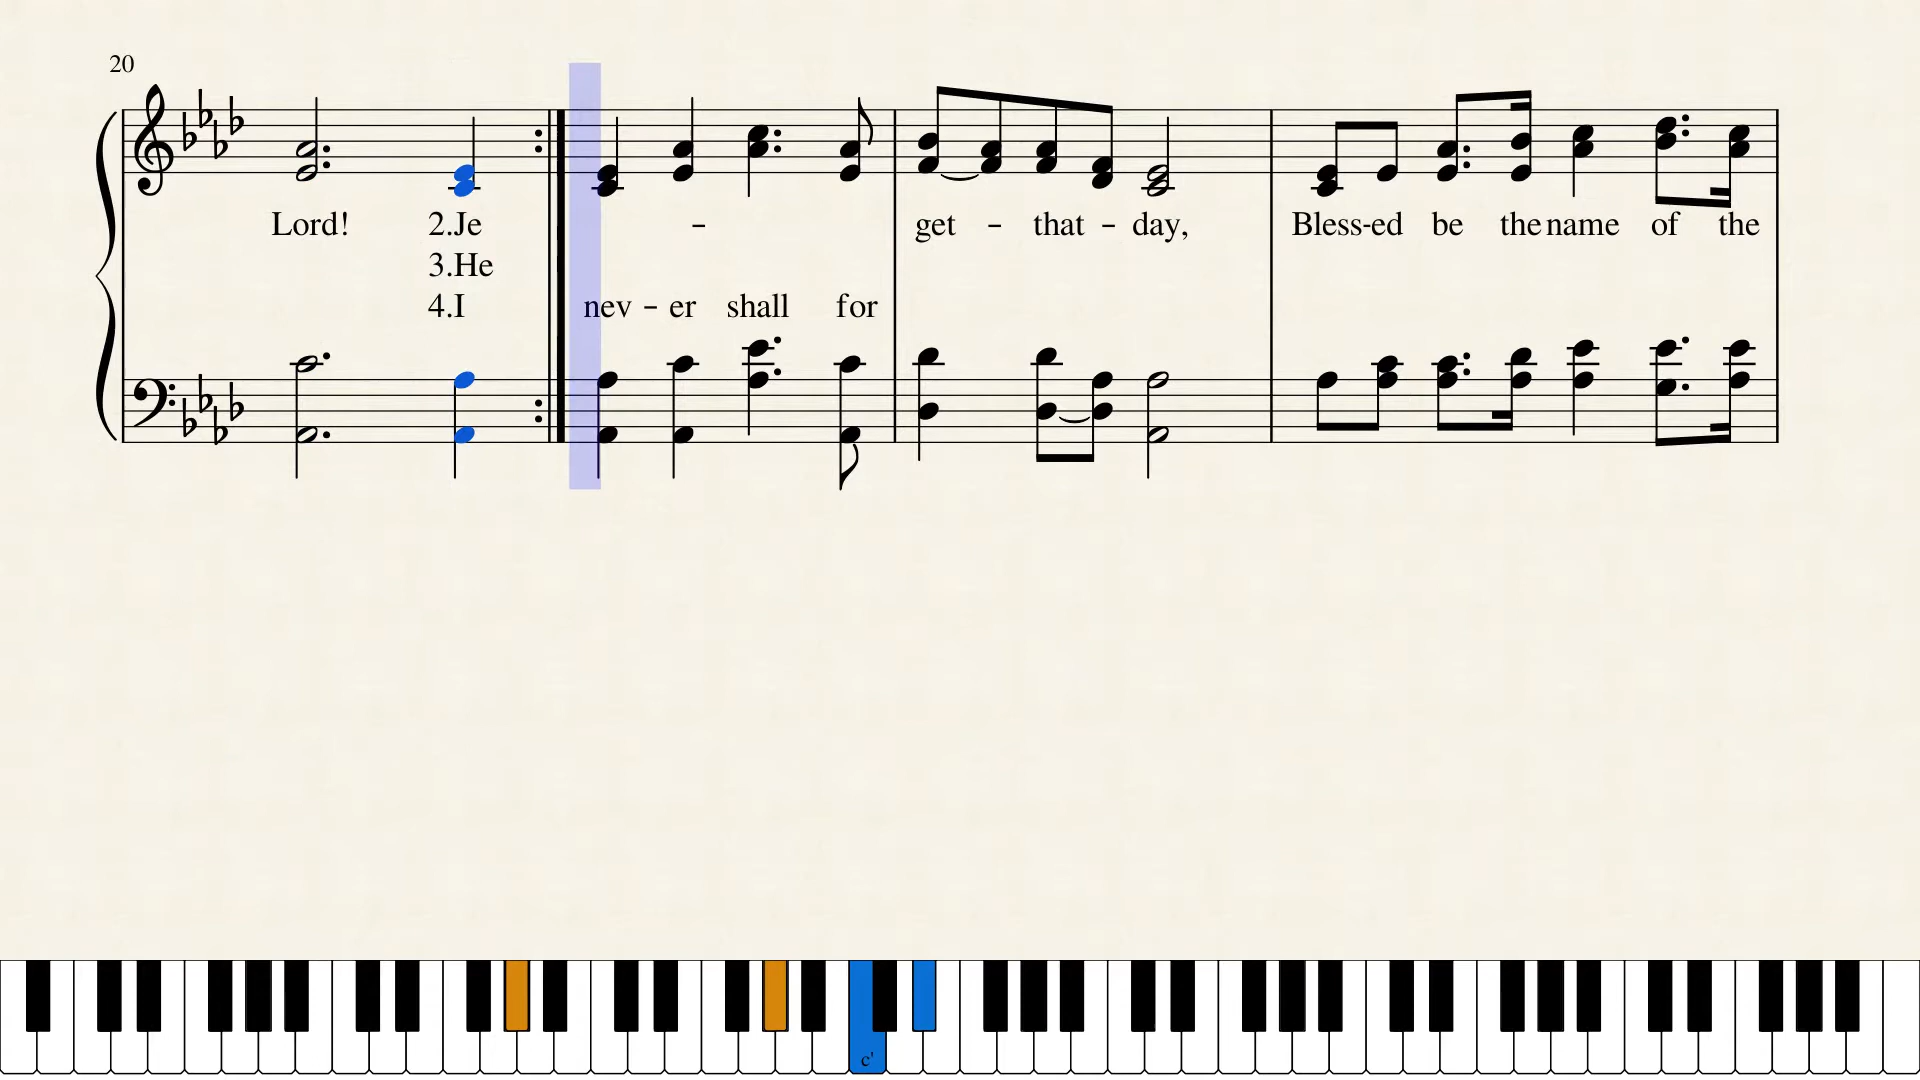 20
Lord! 2.Je - get - that - day, Bless-ed be the name of the
3.He
4.I nev - er shall for
c'